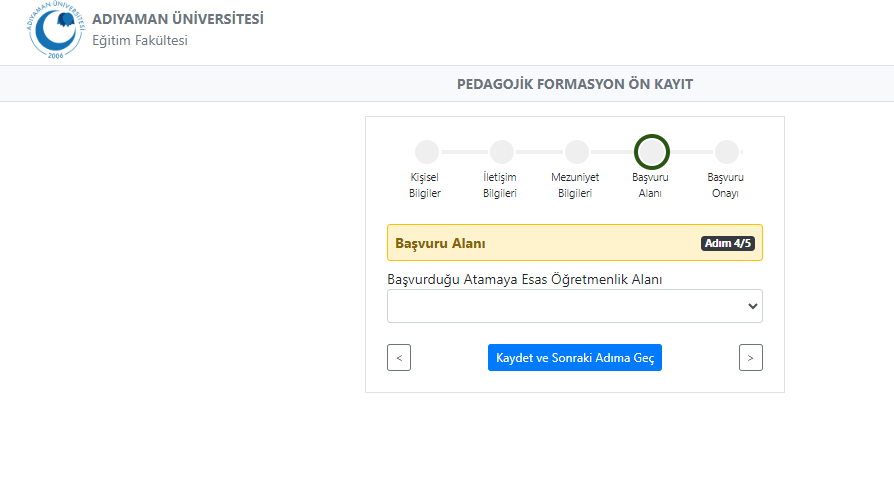 ADIYAMAN ÜNİVERSİTESİ
2006
ADIYAMAN ÜNİVERSİTESİ
Eğitim Fakültesi
PEDAGOJİK FORMASYON ÖN KAYIT
Kişisel
Bilgiler
İletişim
Bilgileri
Mezuniyet
Bilgileri
Başvuru
Alanı
Başvuru
Onayı
Başvuru Alanı
Adım 4/5
Başvurduğu Atamaya Esas Öğretmenlik Alanı
<
Kaydet ve Sonraki Adıma Geç
>